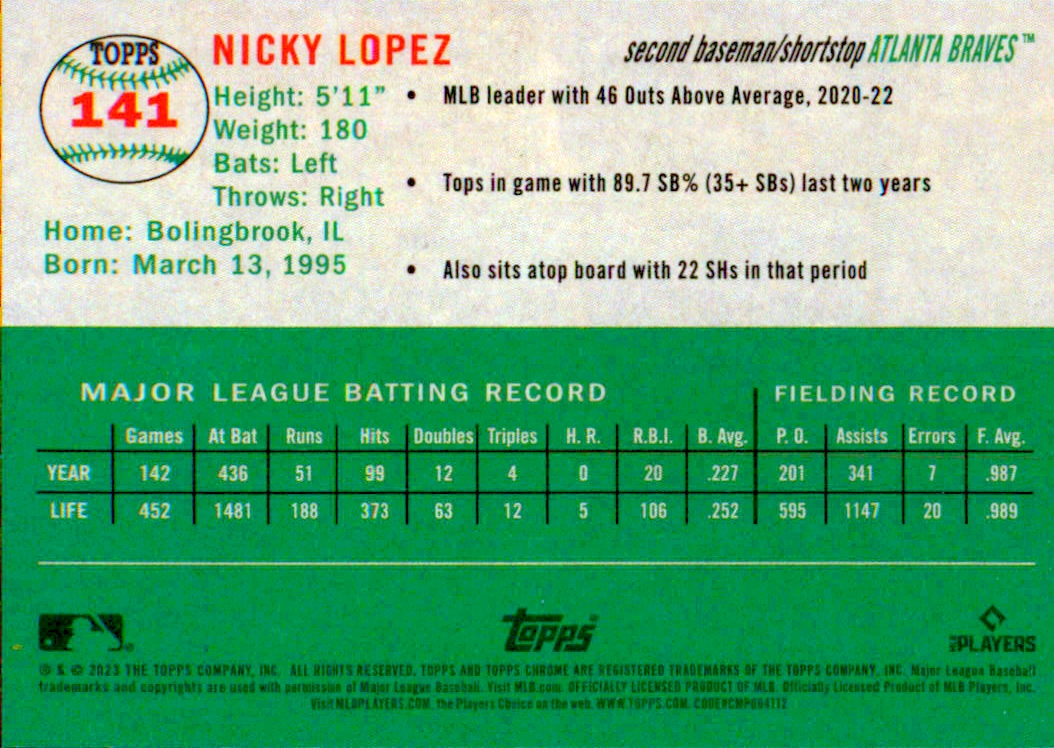 TOPPS
141
NICKY LOPEZ
second baseman/shortstop ATLANTA BRAVES™
Height: 5'11"
Weight: 180
Bats: Left
Throws: Right
Home: Bolingbrook, IL
Born: March 13, 1995
• MLB leader with 46 Outs Above Average, 2020-22
• Tops in game with 89.7 SB% (35+ SBs) last two years
• Also sits atop board with 22 SHs in that period
MAJOR LEAGUE BATTING RECORD FIELDING RECORD
Games At Bat Runs Hits Doubles Triples H. R. R.B.I. B. Avg. P. O. Assists Errors F. Avg.
YEAR 142 436 51 99 12 4 0 20 .227 201 341 7 .987
LIFE 452 1481 188 373 63 12 5 106 .252 595 1147 20 .989
topps
PLAYERS
® & © 2023 THE TOPPS COMPANY, INC. ALL RIGHTS RESERVED. TOPPS AND TOPPS CHROME ARE REGISTERED TRADEMARKS OF THE TOPPS COMPANY, INC. Major League Baseball
trademarks and copyrights are used with permission of Major League Baseball. Visit MLB.com. OFFICIALLY LICENSED PRODUCT OF MLB. Officially Licensed Product of MLB Players, Inc.
Visit MLBPLAYERS.COM, the Players Choice on the web. WWW.TOPPS.COM. CODE#CMP064112